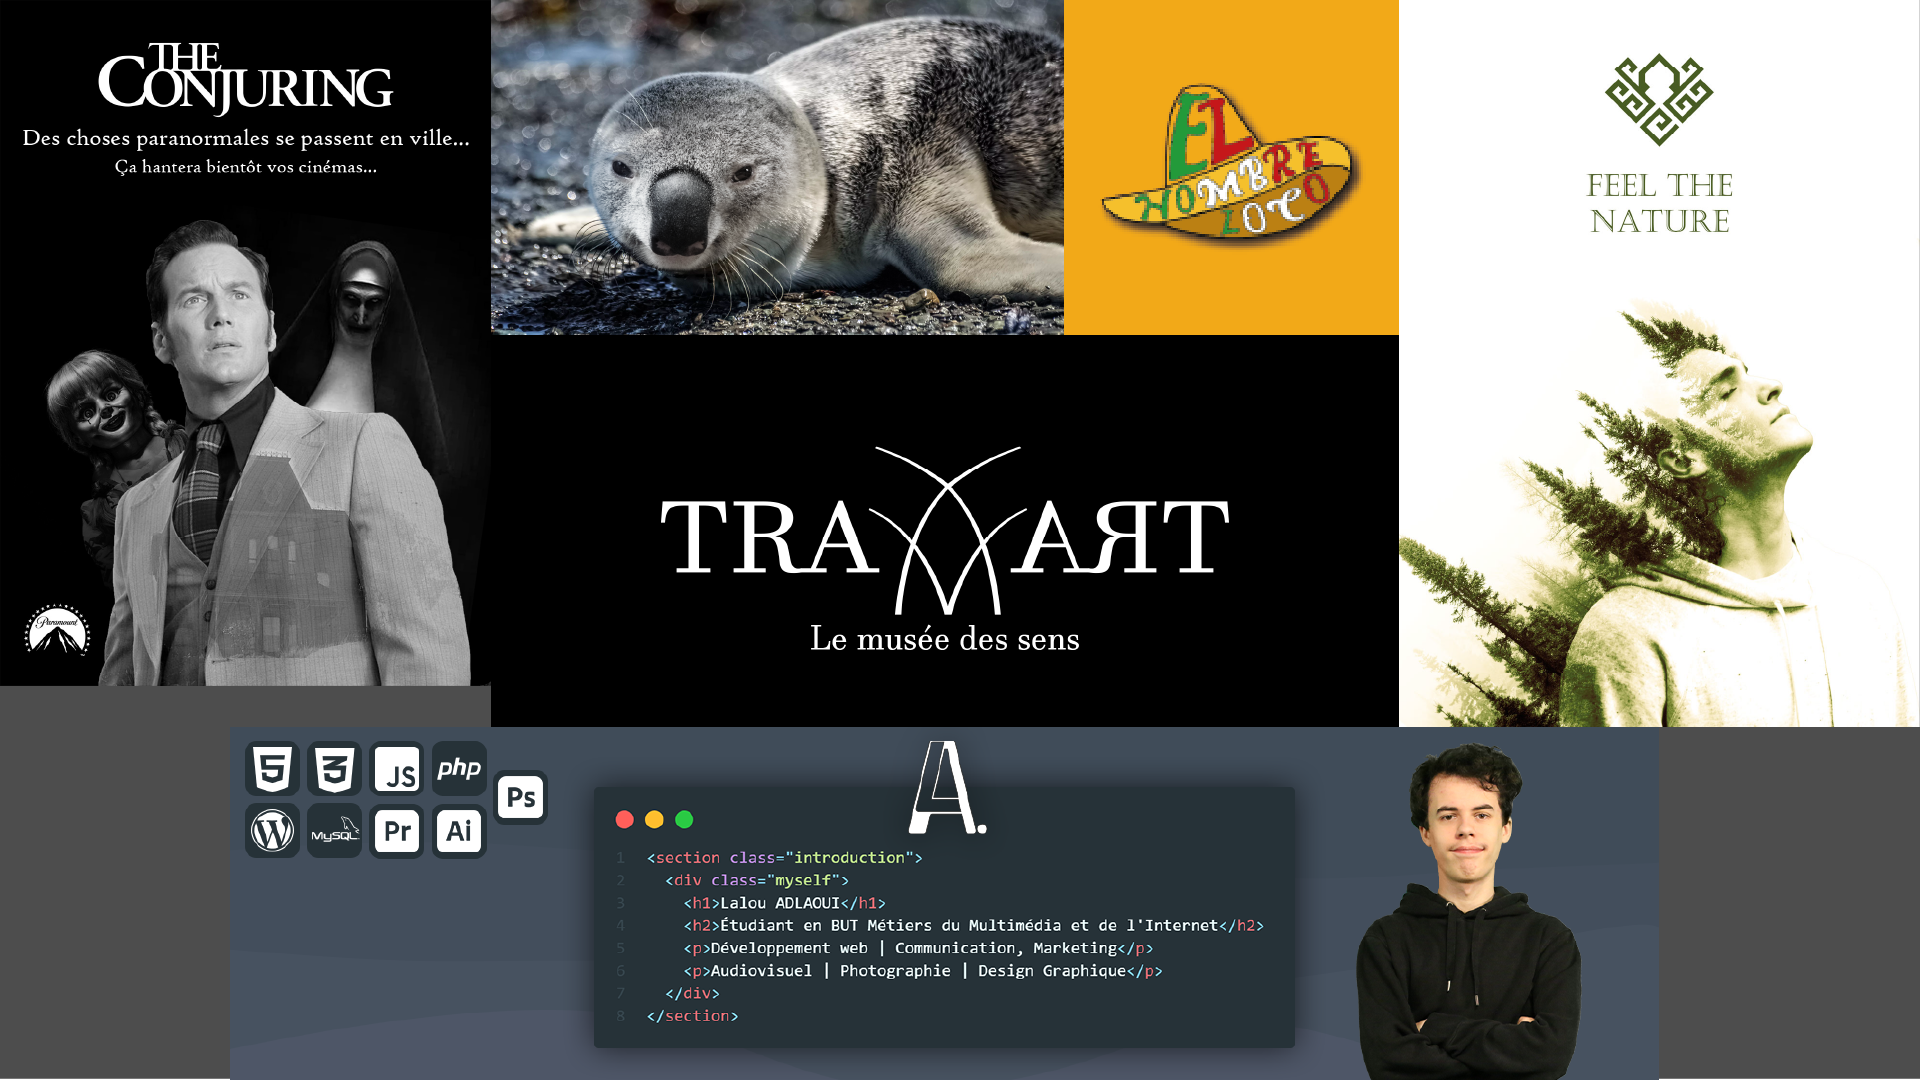 THE
CONJURING
Des choses paranormales se passent en ville...
Ça hantera bientôt vos cinémas...
Paramount
EL
HOMBRE
LOCO
FEEL THE
NATURE
TRAMART
Le musée des sens
5
3
JS
php
Ps
W
MySQL
Pr
Ai
A.
1 <section class="introduction">
2 <div class="myself">
3 <h1>Lalou ADLAOUI</h1>
4 <h2>Étudiant en BUT Métiers du Multimédia et de l'Internet</h2>
5 <p>Développement web | Communication, Marketing</p>
6 <p>Audiovisuel | Photographie | Design Graphique</p>
7 </div>
8 </section>